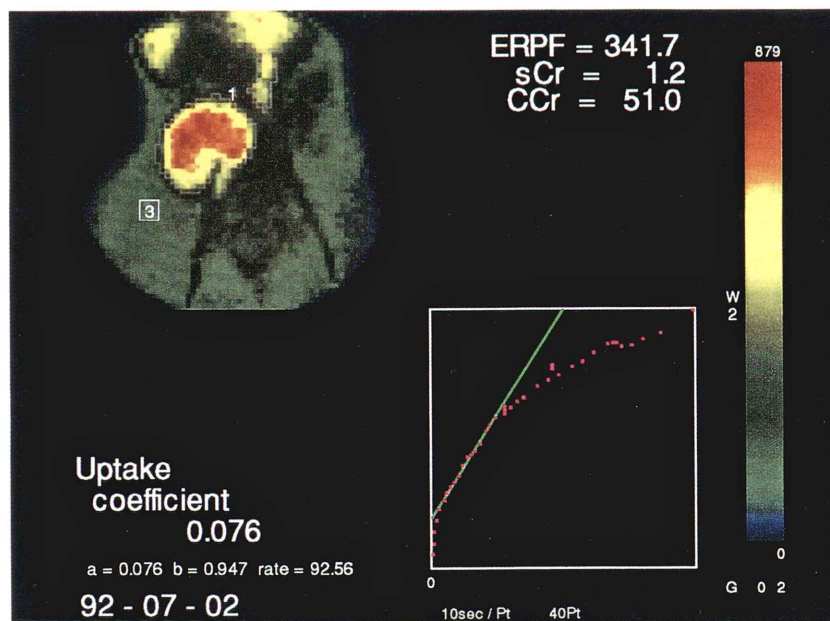 ERPF = 341.7
sCr = 1.2
CCr = 51.0
879
1
3
W
2
Uptake
coefficient
0.076
a = 0.076 b = 0.947 rate = 92.56
92 - 07 - 02
0
10sec / Pt 40Pt
0
G 0 2